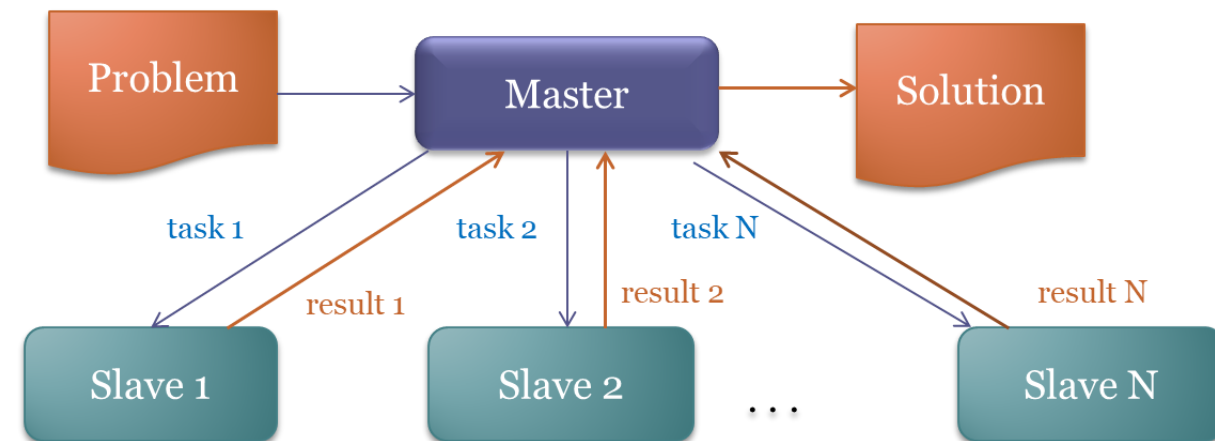 Problem
Master
Solution
task 1
task 2
task N
result 1
result 2
result N
Slave 1
Slave 2
. . .
Slave N